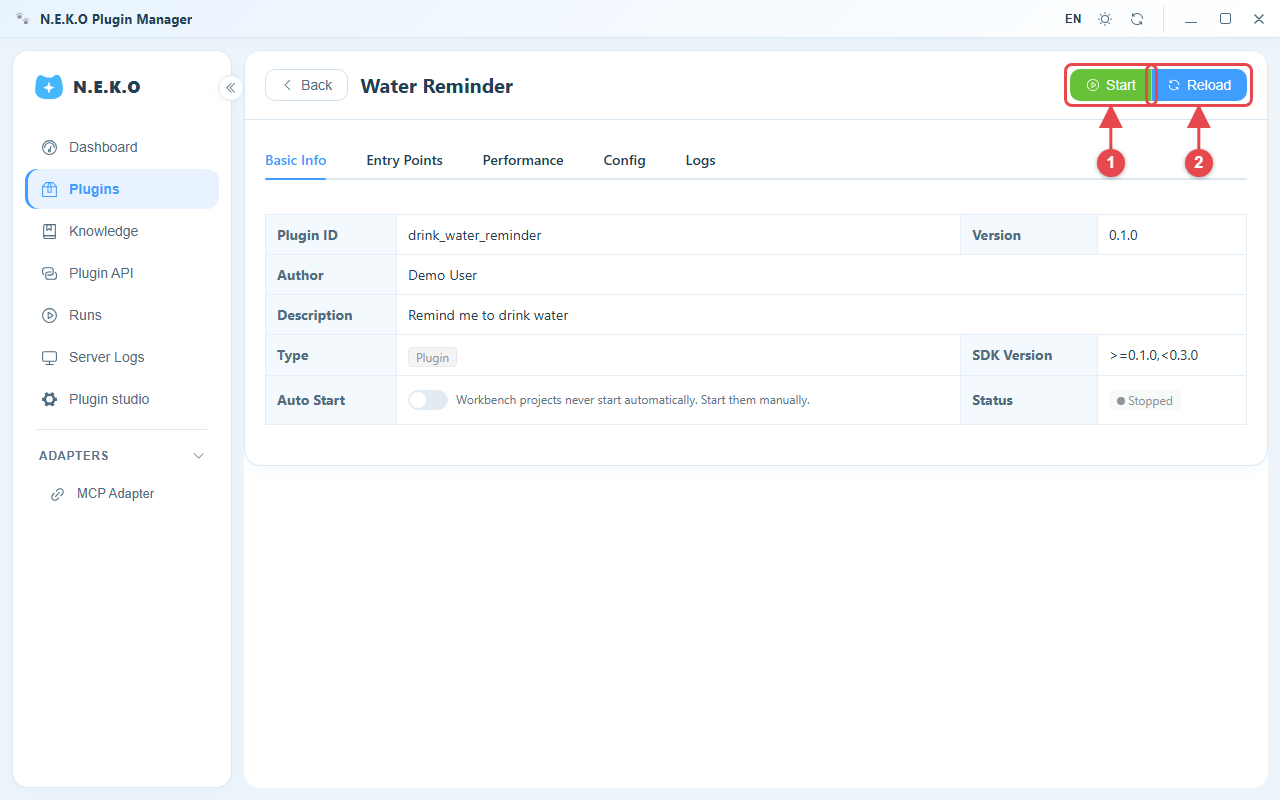 N.E.K.O Plugin Manager
EN
N.E.K.O
Back
Water Reminder
Start
Reload
1
2
Dashboard
Plugins
Knowledge
Plugin API
Runs
Server Logs
Plugin studio
ADAPTERS
MCP Adapter
Basic Info
Entry Points
Performance
Config
Logs
Plugin ID
drink_water_reminder
Version
0.1.0
Author
Demo User
Description
Remind me to drink water
Type
Plugin
SDK Version
>=0.1.0,<0.3.0
Auto Start
Workbench projects never start automatically. Start them manually.
Status
Stopped